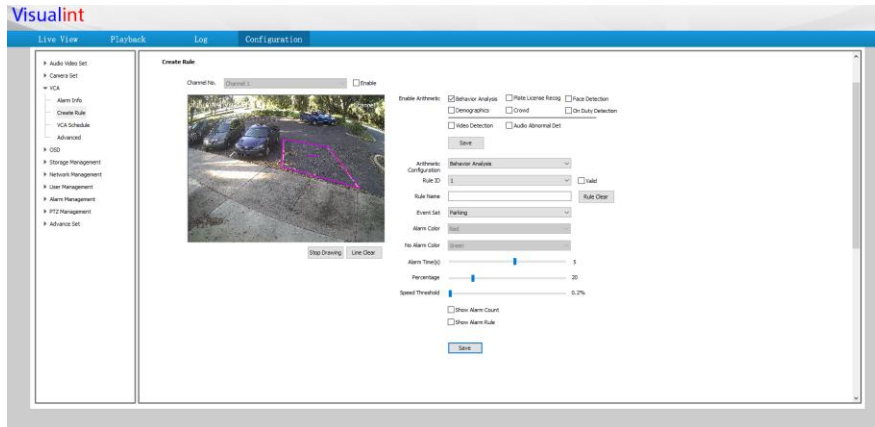 Visualint
Live View Playback Log Configuration
Audio Video Set
Camera Set
VCA
Alarm Info
Create Rule
VCA Schedule
Advanced
OSD
Storage Management
Network Management
User Management
Alarm Management
PTZ Management
Advance Set
Create Rule
Channel No. Channel 1 Enable
Stop Drawing Line Clear
Enable Arithmetic Behavior Analysis Plate License Recog Face Detection
Demographics Crowd On Duty Detection
Video Detection Audio Abnormal Det
Save
Arithmetic Configuration Behavior Analysis
Rule ID 1 Valid
Rule Name Rule Clear
Event Set Parking
Alarm Color Red
No Alarm Color Green
Alarm Time(s) 5
Percentage 20
Speed Threshold 0.2%
Show Alarm Count
Show Alarm Rule
Save